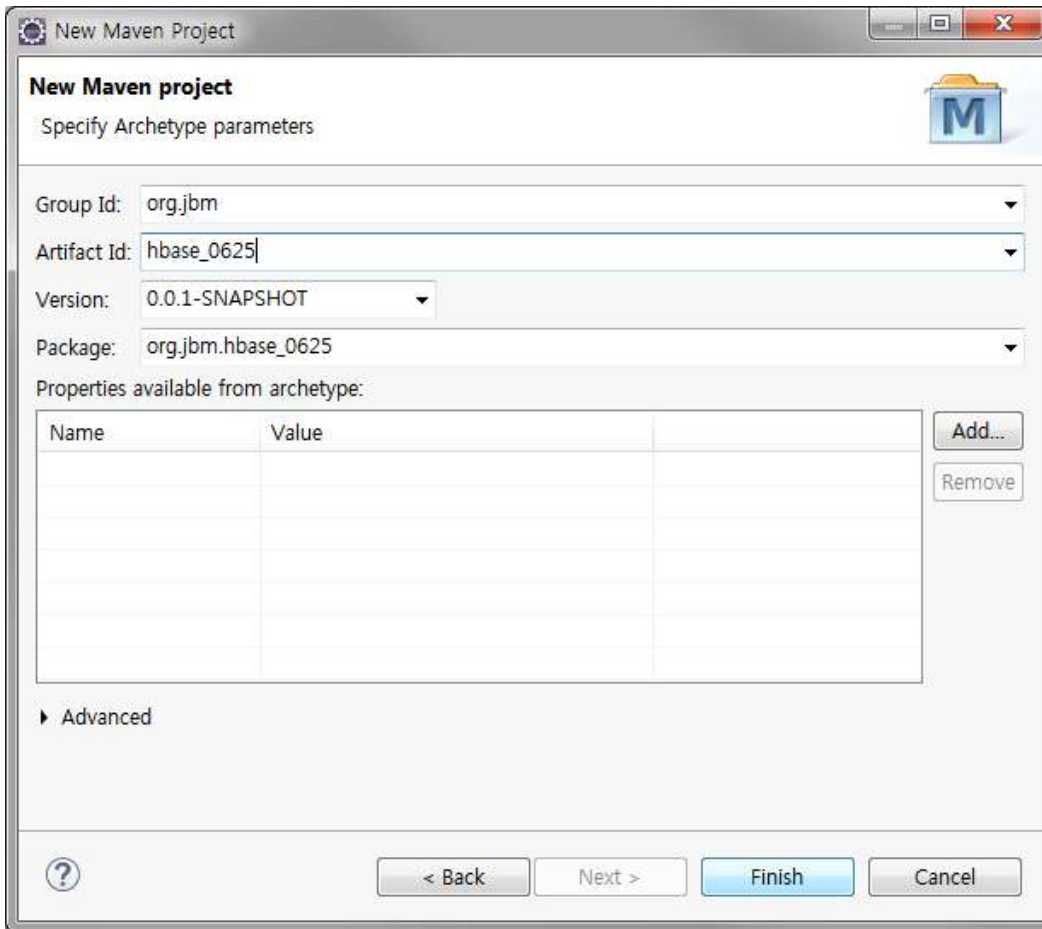 New Maven Project
New Maven project
Specify Archetype parameters
M
Group Id: org.jbm
Artifact Id: hbase_0625
Version: 0.0.1-SNAPSHOT
Package: org.jbm.hbase_0625
Properties available from archetype:
Name Value
Add...
Remove
Advanced
? < Back Next > Finish Cancel